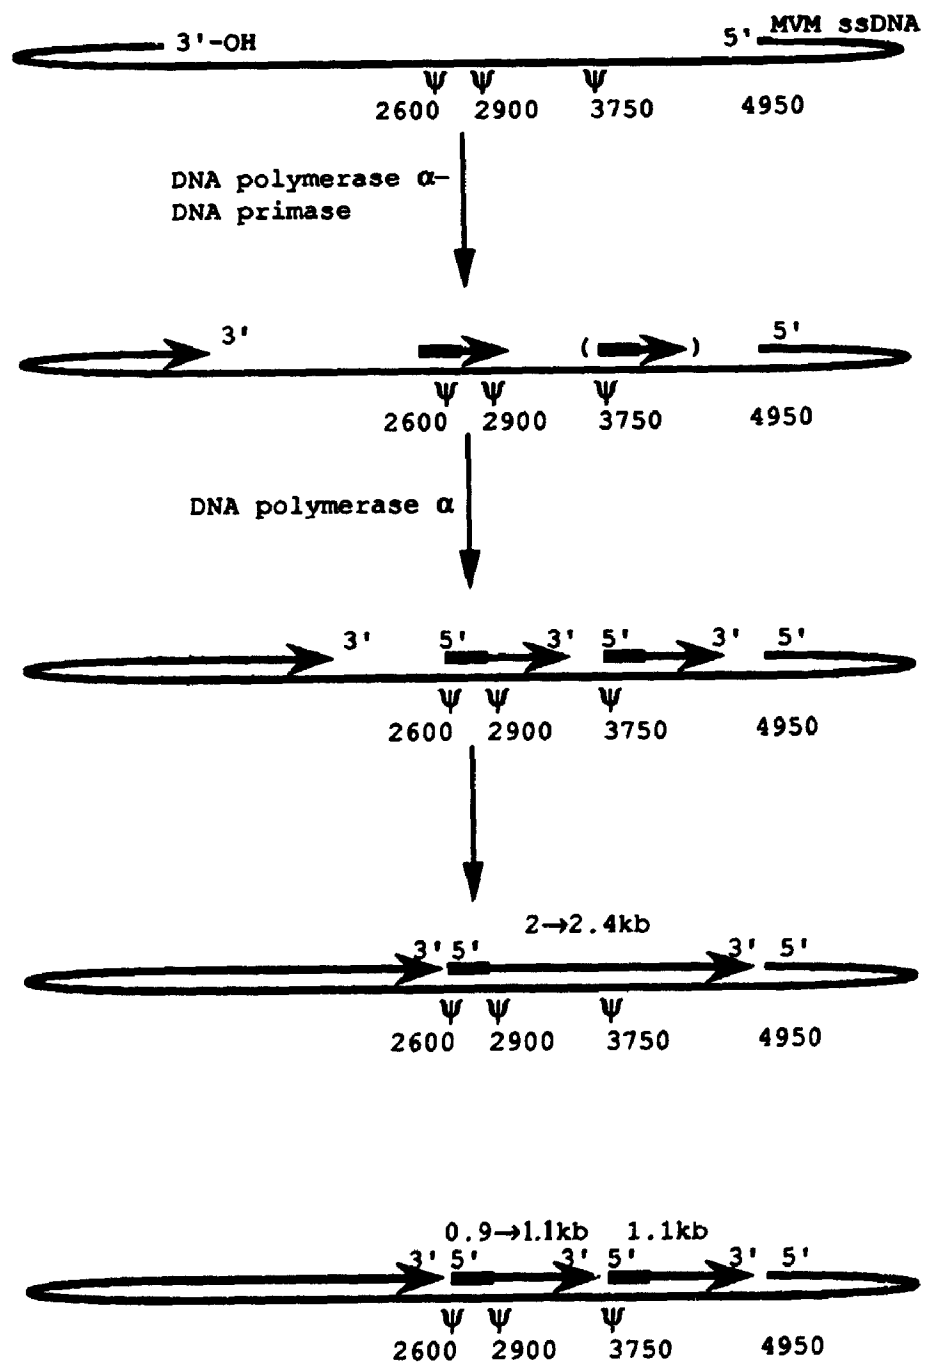 3'-OH 5' MVM ssDNA
Ψ Ψ Ψ
2600 2900 3750 4950
DNA polymerase α-
DNA primase
3' ( ) 5'
Ψ Ψ Ψ
2600 2900 3750 4950
DNA polymerase α
3' 5' 3' 5' 3' 5'
Ψ Ψ Ψ
2600 2900 3750 4950
2→2.4kb
3' 5' 3' 5'
Ψ Ψ Ψ
2600 2900 3750 4950
0.9→1.1kb 1.1kb
3' 5' 3' 5' 3' 5'
Ψ Ψ Ψ
2600 2900 3750 4950